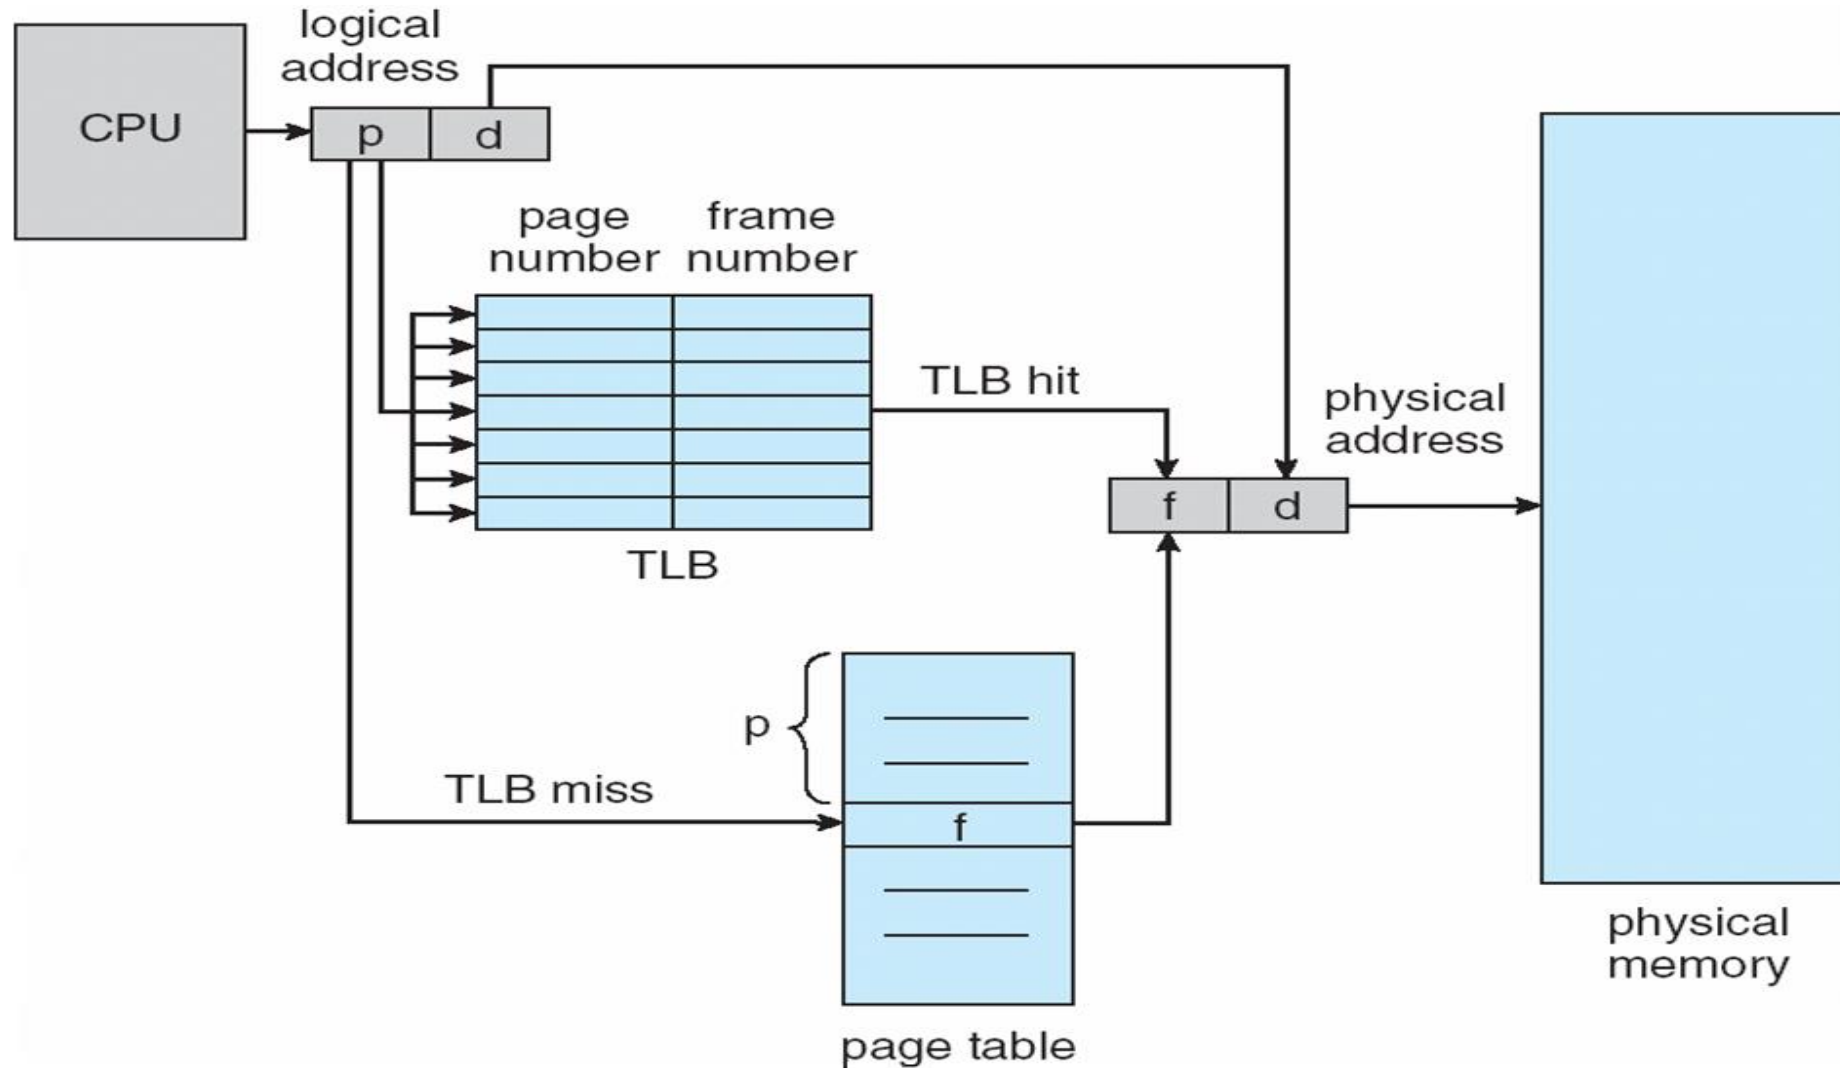 logical
address
CPU
p
d
page
number
frame
number
TLB hit
TLB
physical
address
f
d
p
TLB miss
f
page table
physical
memory